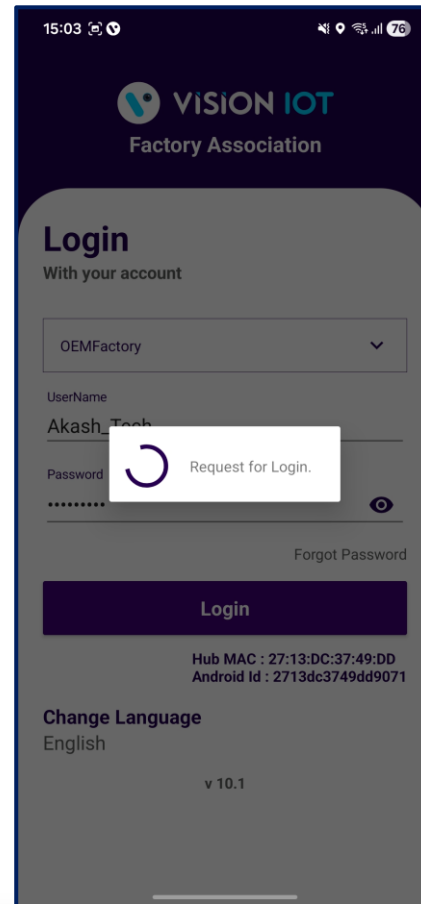 15:03
76
VISION IOT
Factory Association
Login
With your account
OEMFactory
UserName
Akash_Tech
Request for Login.
Password
•••••••••
Forgot Password
Login
Hub MAC : 27:13:DC:37:49:DD
Android Id : 2713dc3749dd9071
Change Language
English
v 10.1